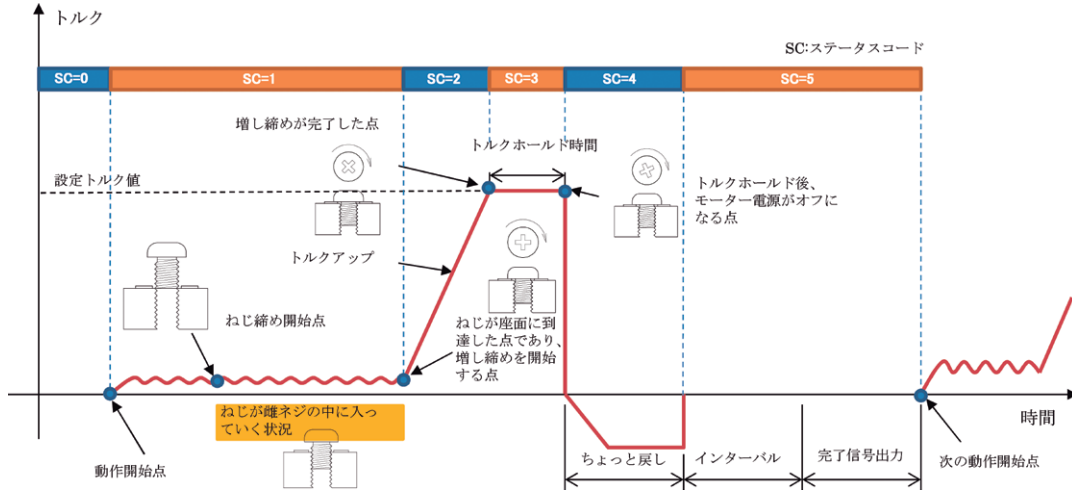 トルク
SC:ステータスコード
SC=0
SC=1
SC=2
SC=3
SC=4
SC=5
増し締めが完了した点
トルクホールド時間
設定トルク値
トルクホールド後、
モーター電源がオフに
なる点
トルクアップ
ねじ締め開始点
ねじが座面に到
達した点であり、
増し締めを開始
する点
ねじが雌ネジの中に入っ
ていく状況
時間
動作開始点
ちょっと戻し
インターバル
完了信号出力
次の動作開始点